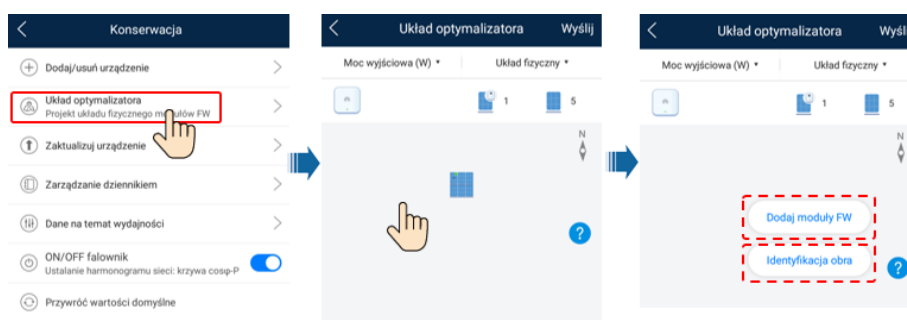 Konserwacja
Dodaj/usuń urządzenie
Układ optymalizatora
Projekt układu fizycznego modułów FW
Zaktualizuj urządzenie
Zarządzanie dziennikiem
Dane na temat wydajności
ON/OFF falownik
Ustalanie harmonogramu sieci: krzywa cosφ-P
Przywróć wartości domyślne
Układ optymalizatora Wyślij
Moc wyjściowa (W) Układ fizyczny
1 5
N
?
Układ optymalizatora Wyśli
Moc wyjściowa (W) Układ fizyczny
1 5
N
Dodaj moduły FW
Identyfikacja obra
?